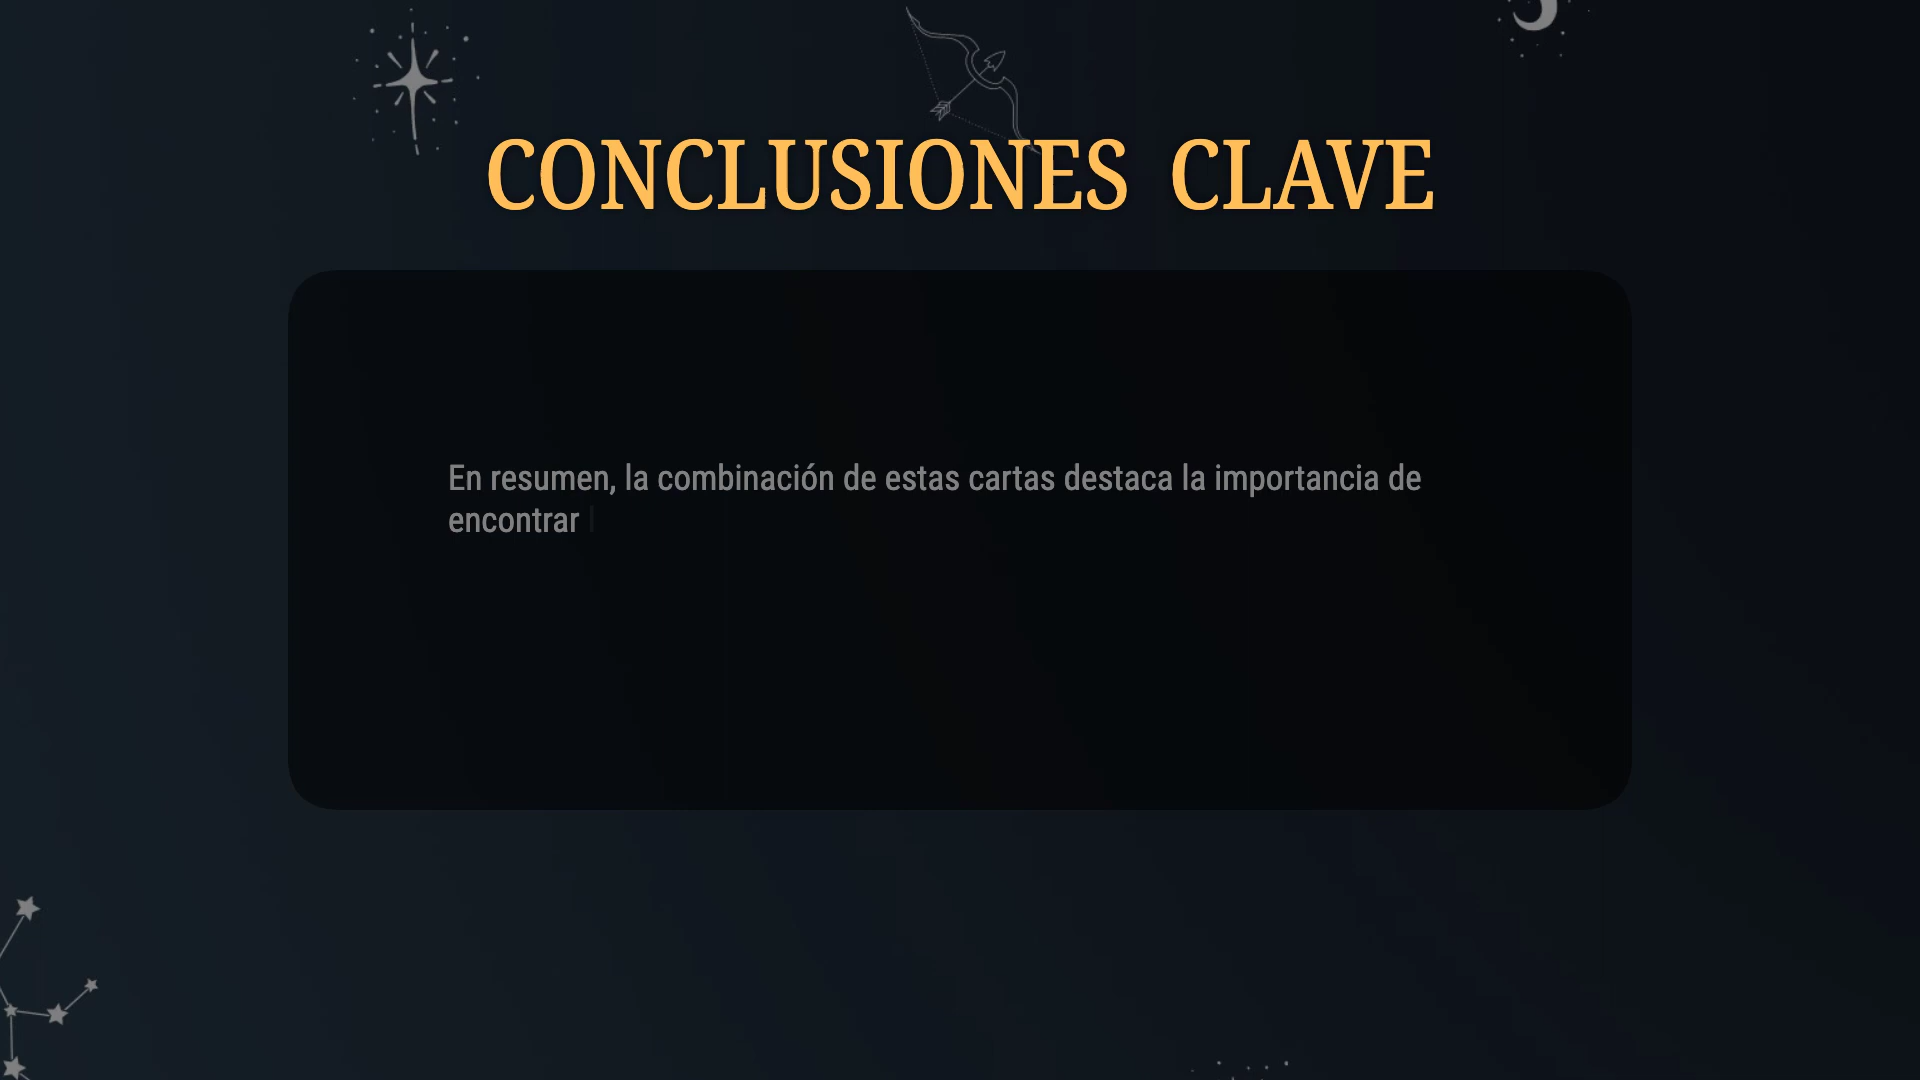 CONCLUSIONES CLAVE
En resumen, la combinación de estas cartas destaca la importancia de
encontrar